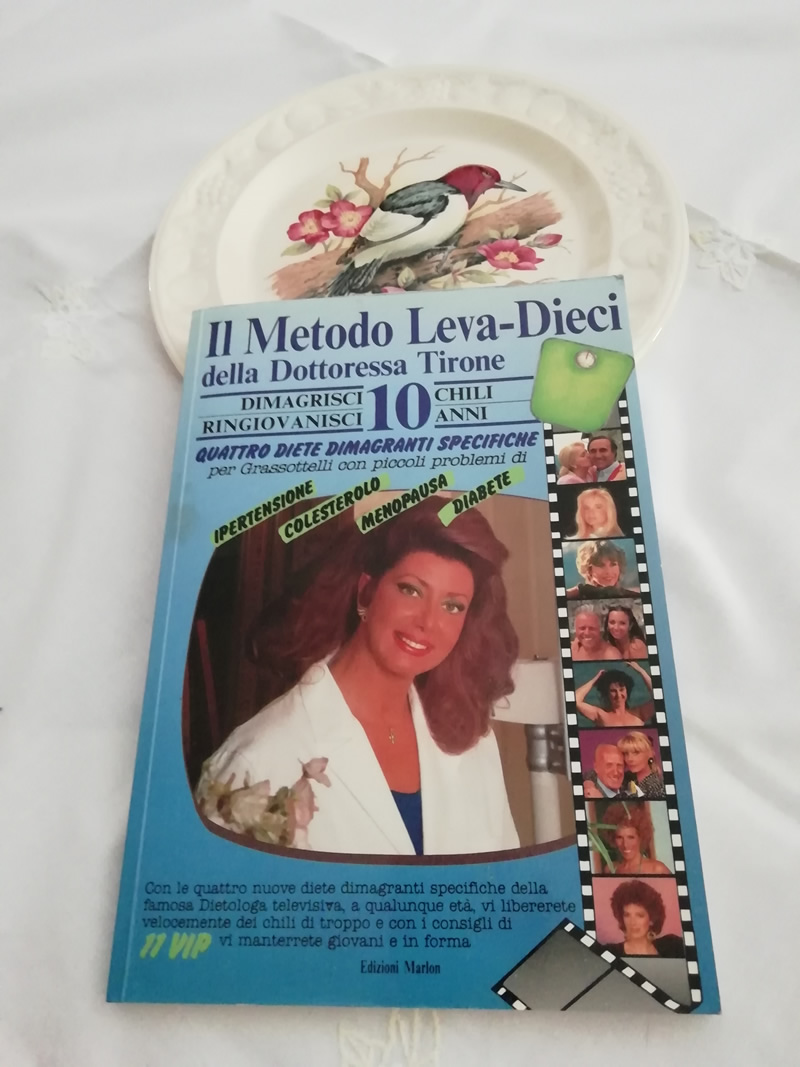 Il Metodo Leva-Dieci
della Dottoressa Tirone
DIMAGRISCI 10 CHILI
RINGIOVANISCI ANNI
QUATTRO DIETE DIMAGRANTI SPECIFICHE
per Grassottelli con piccoli problemi di
IPERTENSIONE
COLESTEROLO
MENOPAUSA
DIABETE
Con le quattro nuove diete dimagranti specifiche della
famosa Dietologa televisiva, a qualunque età, vi libererete
velocemente dei chili di troppo e con i consigli di
11 VIP vi manterrete giovani e in forma
Edizioni Marlon